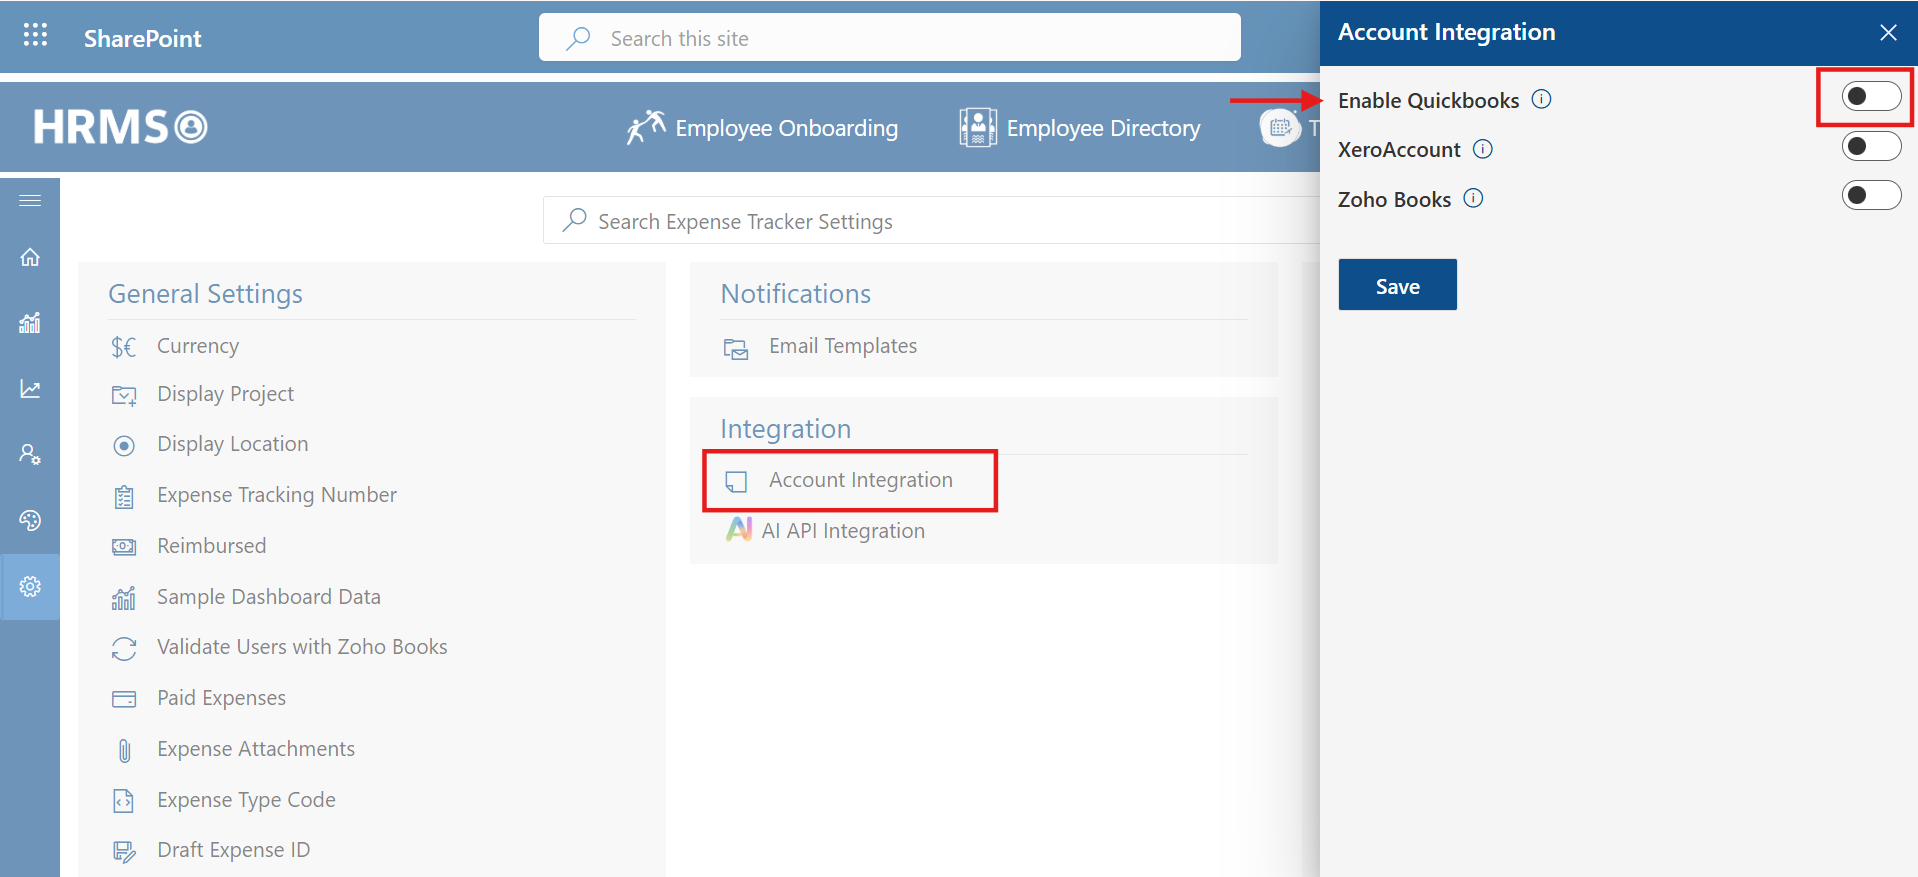 SharePoint
Search this site
HRMS
Employee Onboarding
Employee Directory
T
Search Expense Tracker Settings
General Settings
Currency
Display Project
Display Location
Expense Tracking Number
Reimbursed
Sample Dashboard Data
Validate Users with Zoho Books
Paid Expenses
Expense Attachments
Expense Type Code
Draft Expense ID
Notifications
Email Templates
Integration
Account Integration
AI AI API Integration
Account Integration
Enable Quickbooks
XeroAccount
Zoho Books
Save